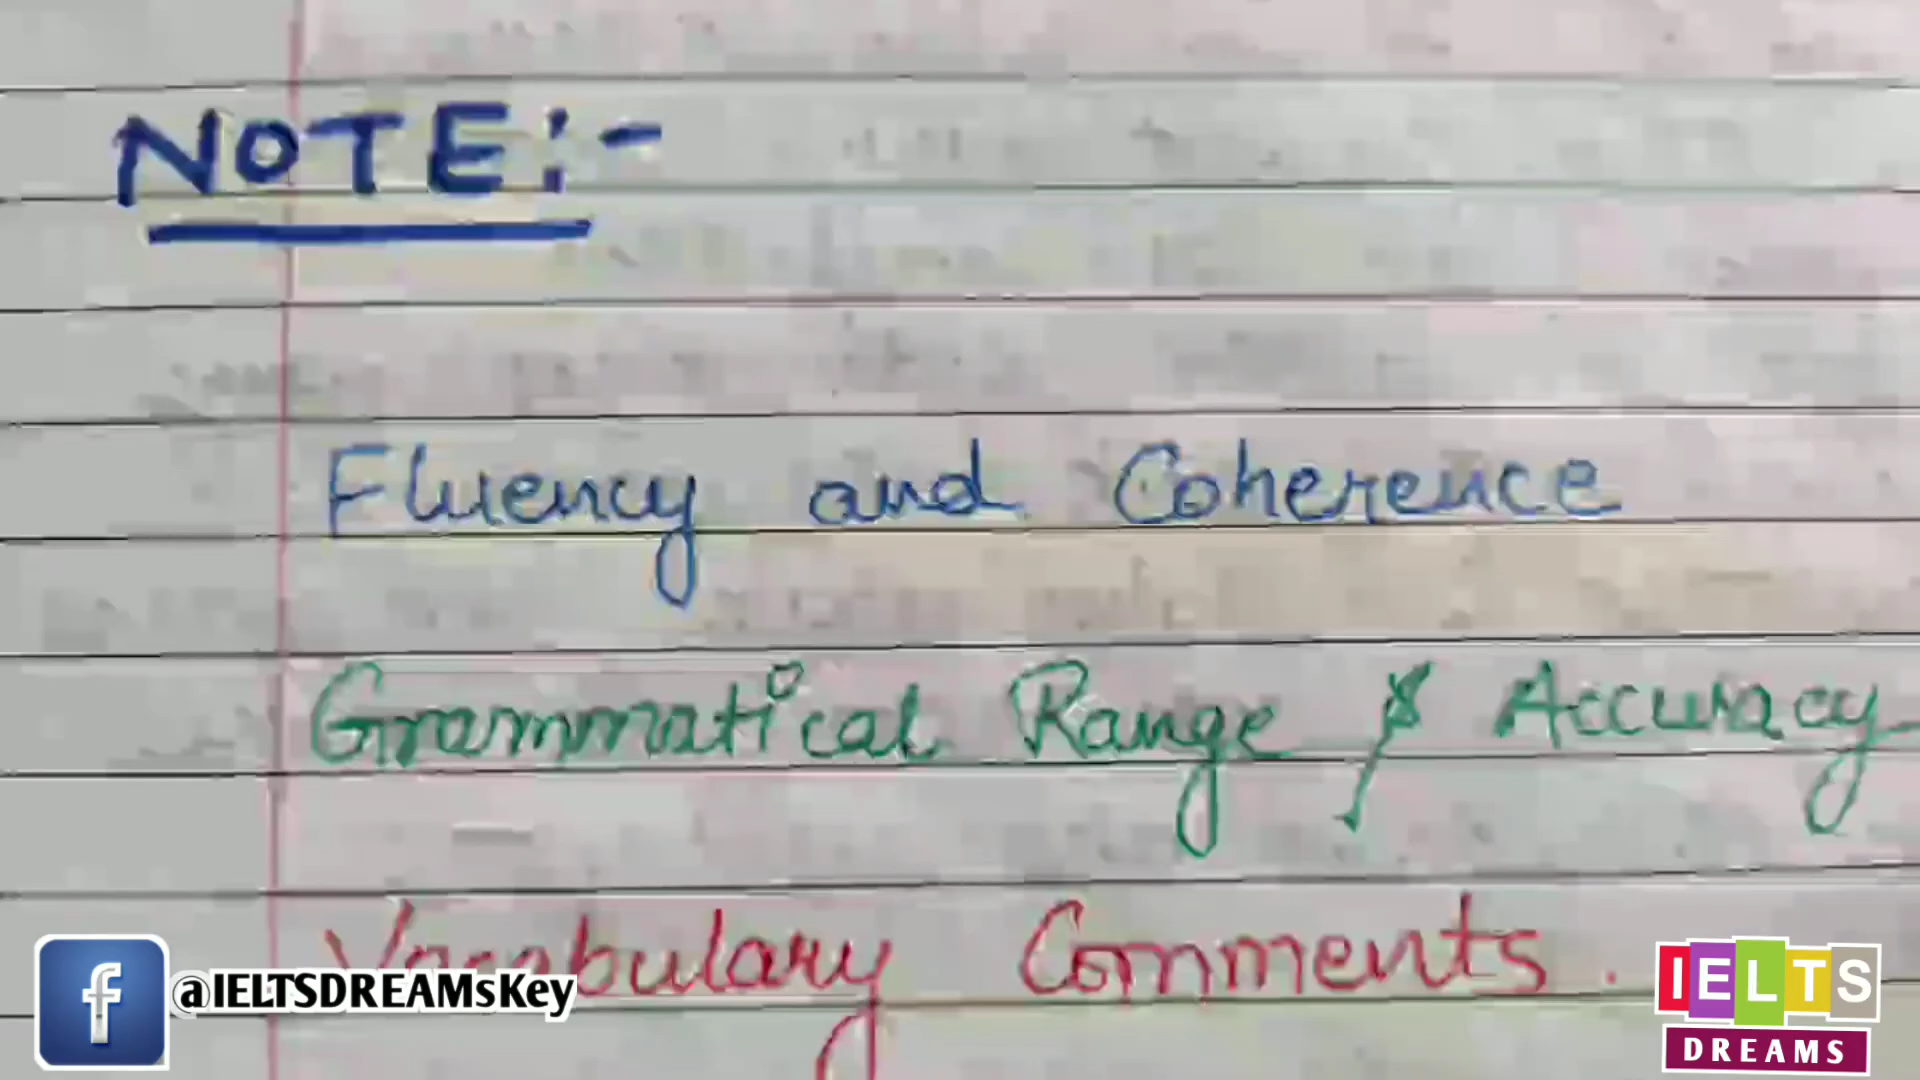 NOTE:-
Fluency and Coherence
Grammatical Range & Accuracy
Vocabulary Comments.
@IELTSDREAMsKey
IELTS
DREAMS